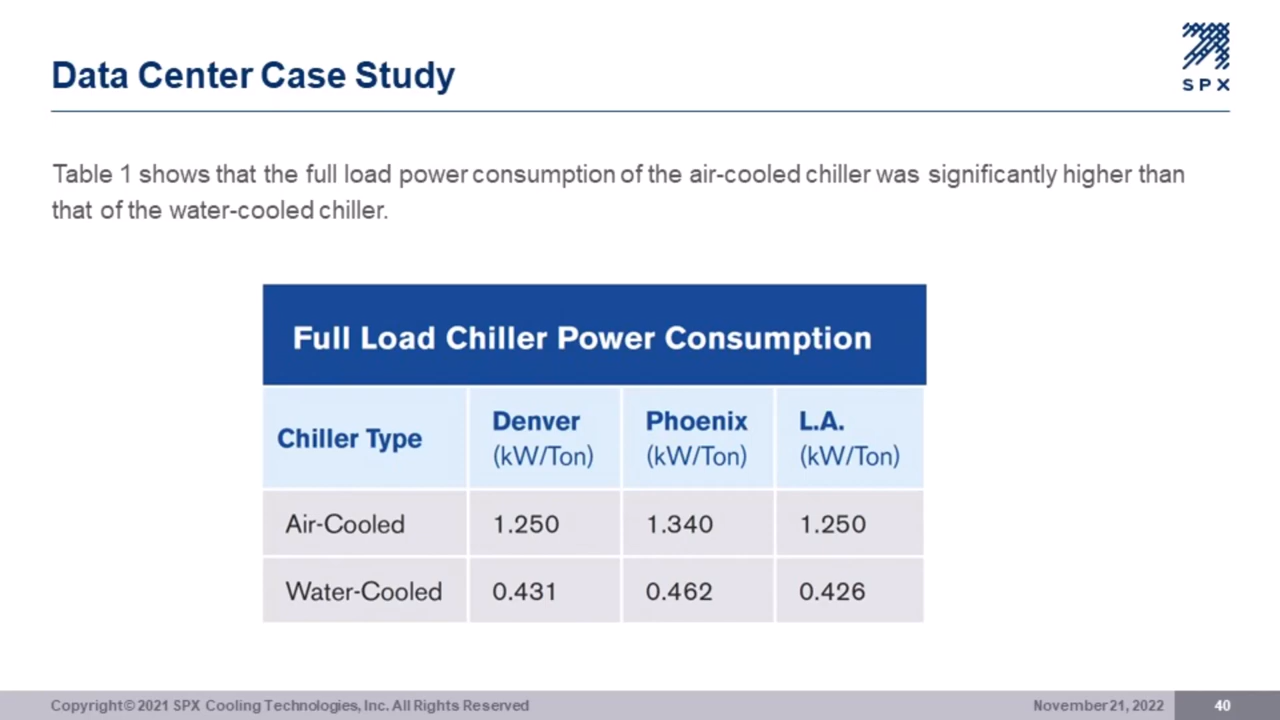 Data Center Case Study
SPX
Table 1 shows that the full load power consumption of the air-cooled chiller was significantly higher than
that of the water-cooled chiller.
Full Load Chiller Power Consumption
Chiller Type Denver (kW/Ton) Phoenix (kW/Ton) L.A. (kW/Ton)
Air-Cooled 1.250 1.340 1.250
Water-Cooled 0.431 0.462 0.426
Copyright© 2021 SPX Cooling Technologies, Inc. All Rights Reserved November 21, 2022 40